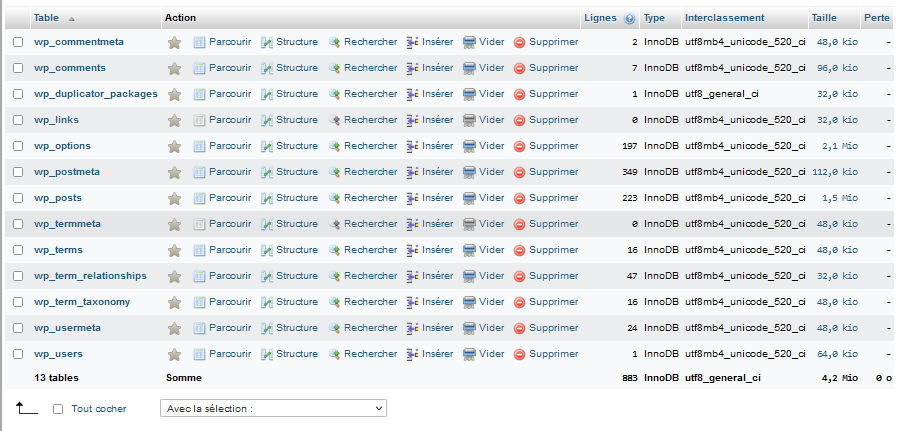 Table Action Lignes Type Interclassement Taille Perte
wp_commentmeta Parcourir Structure Rechercher Insérer Vider Supprimer 2 InnoDB utf8mb4_unicode_520_ci 48,0 kio -
wp_comments Parcourir Structure Rechercher Insérer Vider Supprimer 7 InnoDB utf8mb4_unicode_520_ci 96,0 kio -
wp_duplicator_packages Parcourir Structure Rechercher Insérer Vider Supprimer 1 InnoDB utf8_general_ci 32,0 kio -
wp_links Parcourir Structure Rechercher Insérer Vider Supprimer 0 InnoDB utf8mb4_unicode_520_ci 32,0 kio -
wp_options Parcourir Structure Rechercher Insérer Vider Supprimer 197 InnoDB utf8mb4_unicode_520_ci 2,1 Mio -
wp_postmeta Parcourir Structure Rechercher Insérer Vider Supprimer 349 InnoDB utf8mb4_unicode_520_ci 112,0 kio -
wp_posts Parcourir Structure Rechercher Insérer Vider Supprimer 223 InnoDB utf8mb4_unicode_520_ci 1,5 Mio -
wp_termmeta Parcourir Structure Rechercher Insérer Vider Supprimer 0 InnoDB utf8mb4_unicode_520_ci 48,0 kio -
wp_terms Parcourir Structure Rechercher Insérer Vider Supprimer 16 InnoDB utf8mb4_unicode_520_ci 48,0 kio -
wp_term_relationships Parcourir Structure Rechercher Insérer Vider Supprimer 47 InnoDB utf8mb4_unicode_520_ci 32,0 kio -
wp_term_taxonomy Parcourir Structure Rechercher Insérer Vider Supprimer 16 InnoDB utf8mb4_unicode_520_ci 48,0 kio -
wp_usermeta Parcourir Structure Rechercher Insérer Vider Supprimer 24 InnoDB utf8mb4_unicode_520_ci 48,0 kio -
wp_users Parcourir Structure Rechercher Insérer Vider Supprimer 1 InnoDB utf8mb4_unicode_520_ci 64,0 kio -
13 tables Somme 883 InnoDB utf8_general_ci 4,2 Mio 0 o
Tout cocher Avec la sélection :